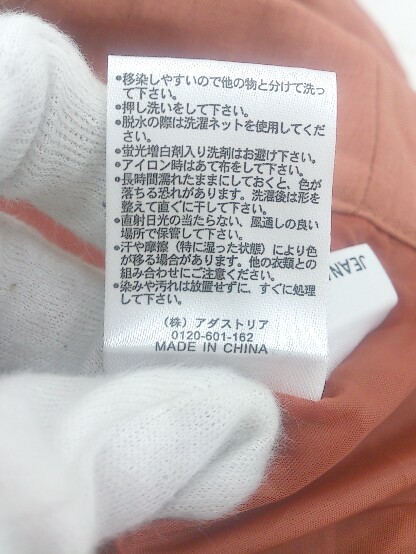 ●移染しやすいので他の物と分けて洗っ
て下さい。
●押し洗いをして下さい。
●脱水の際は洗濯ネットを使用してくだ
さい。
●蛍光増白剤入り洗剤はお避け下さい。
●アイロン時はあて布をして下さい。
●長時間濡れたままにしておくと、色が
落ちる恐れがあります。洗濯後は形を
整えて直ぐに干して下さい。
●直射日光の当たらない、風通しの良い
場所で保管して下さい。
●汗や摩擦（特に湿った状態）により色
が移る場合があります。他の衣類との
組み合わせにご注意ください。
●染みや汚れは放置せずに、すぐに処理
して下さい。
（株）アダストリア
0120-601-162
MADE IN CHINA
JEAN